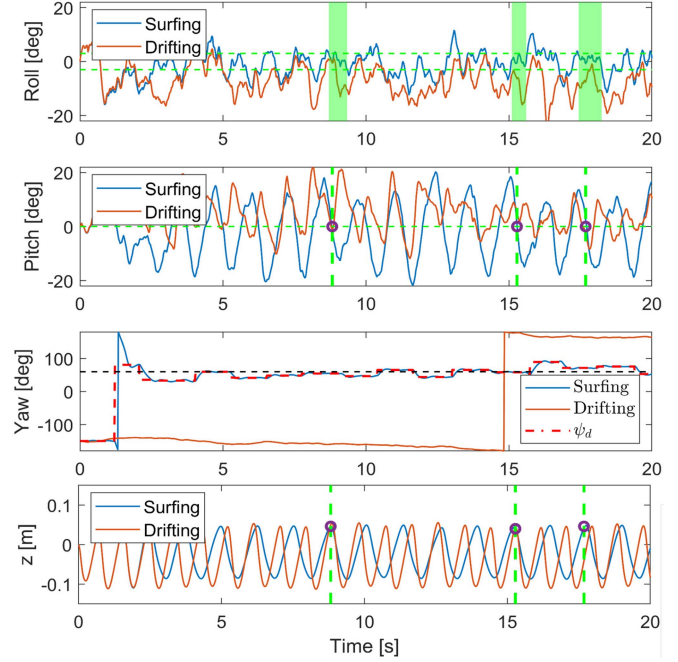 20
0
-20
Roll [deg]
Surfing
Drifting
0
5
10
15
20
20
0
-20
Pitch [deg]
Surfing
Drifting
0
5
10
15
20
100
0
-100
Yaw [deg]
Surfing
Drifting
ψ_d
0
5
10
15
20
0.1
0
-0.1
z [m]
Surfing
Drifting
0
5
10
15
20
Time [s]